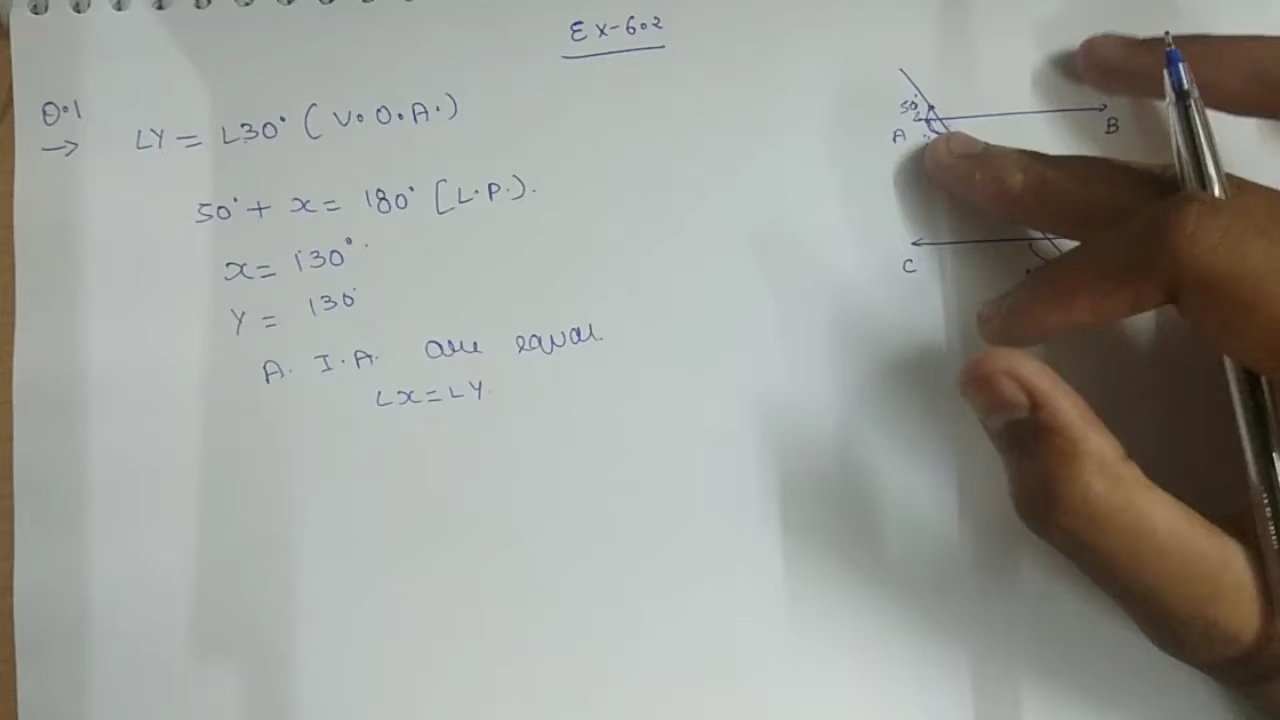 Ex-6.2
Q.1
→ ∠Y = ∠30° (V.O.A.)
50° + x = 180° [L.P.).
x = 130°.
Y = 130°
A. I.A. are equal.
∠x = ∠Y.
50°
A
B
C